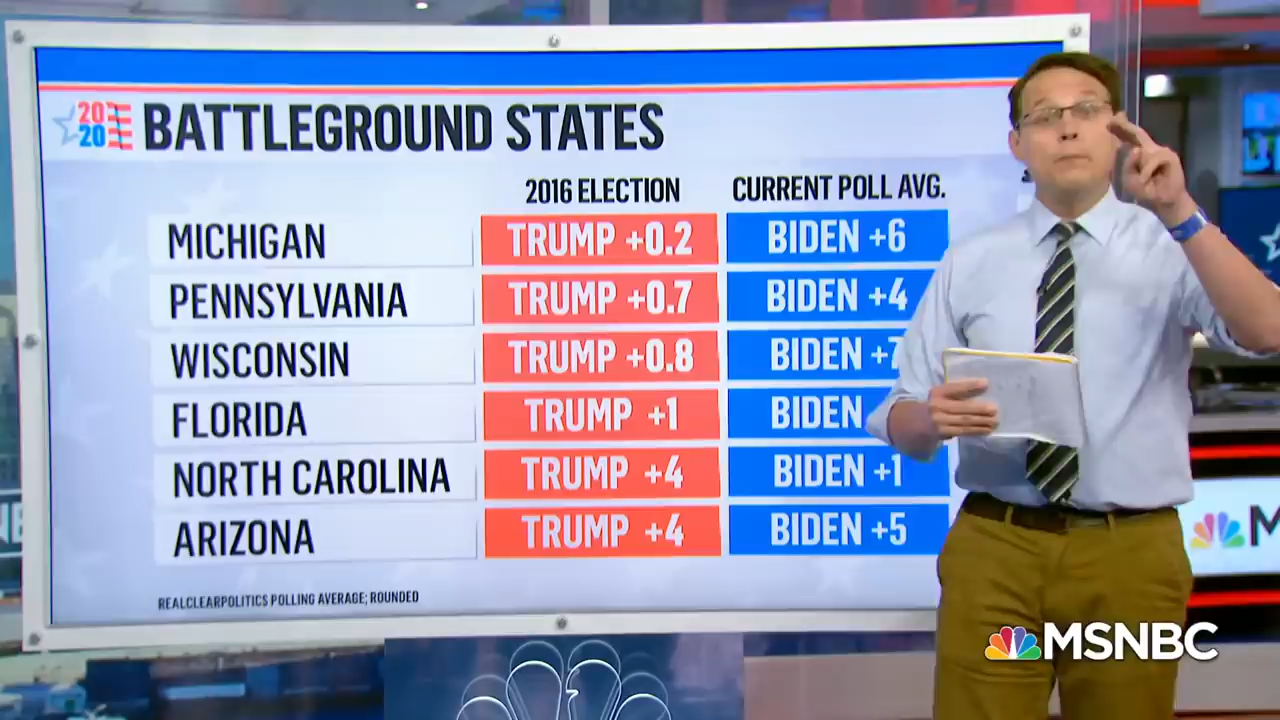 2020 BATTLEGROUND STATES
2016 ELECTION CURRENT POLL AVG.
MICHIGAN TRUMP +0.2 BIDEN +6
PENNSYLVANIA TRUMP +0.7 BIDEN +4
WISCONSIN TRUMP +0.8 BIDEN +7
FLORIDA TRUMP +1 BIDEN
NORTH CAROLINA TRUMP +4 BIDEN +1
ARIZONA TRUMP +4 BIDEN +5
REALCLEARPOLITICS POLLING AVERAGE; ROUNDED
M
MSNBC